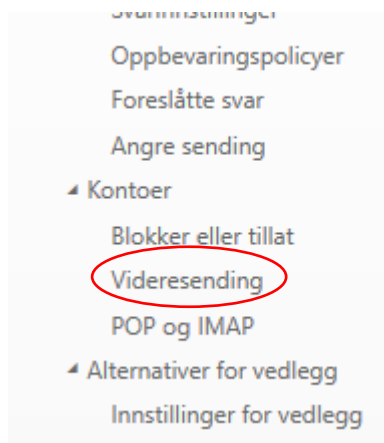 Svarinnstillinger
Oppbevaringspolicyer
Foreslåtte svar
Angre sending
Kontoer
Blokker eller tillat
Videresending
POP og IMAP
Alternativer for vedlegg
Innstillinger for vedlegg